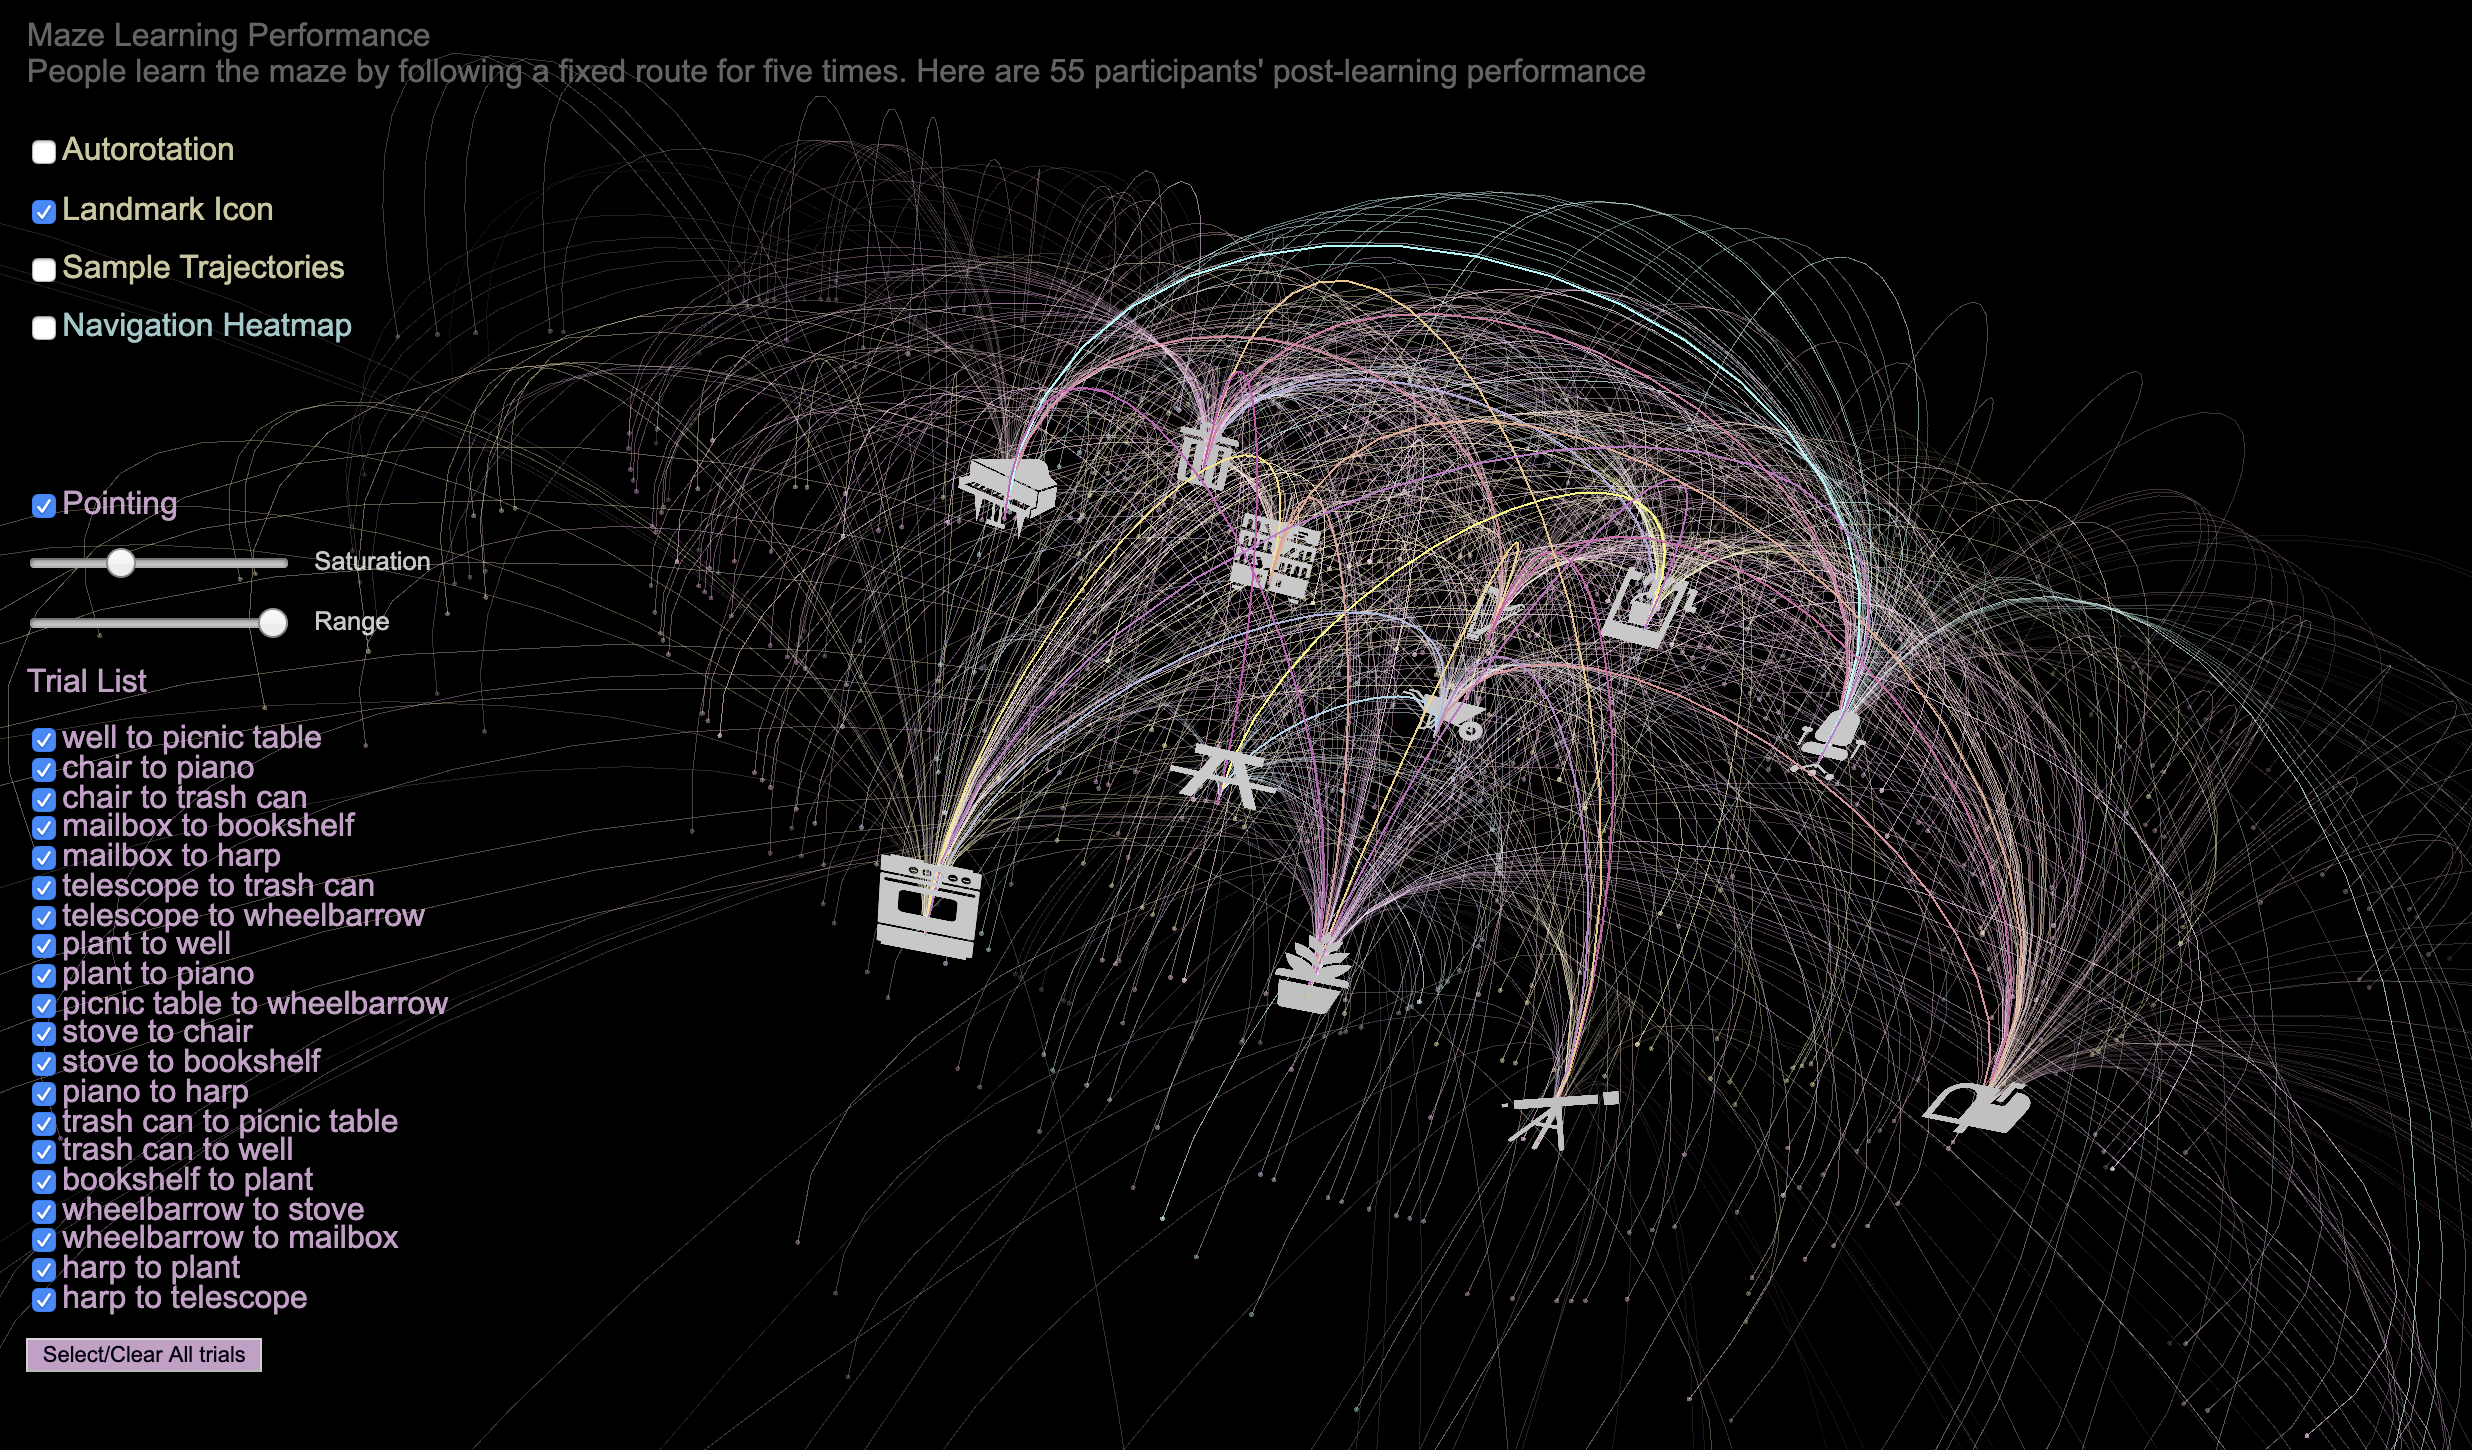 Maze Learning Performance
People learn the maze by following a fixed route for five times. Here are 55 participants' post-learning performance
Autorotation
Landmark Icon
Sample Trajectories
Navigation Heatmap
Pointing
Saturation
Range
Trial List
well to picnic table
chair to piano
chair to trash can
mailbox to bookshelf
mailbox to harp
telescope to trash can
telescope to wheelbarrow
plant to well
plant to piano
picnic table to wheelbarrow
stove to chair
stove to bookshelf
piano to harp
trash can to picnic table
trash can to well
bookshelf to plant
wheelbarrow to stove
wheelbarrow to mailbox
harp to plant
harp to telescope
Select/Clear All trials